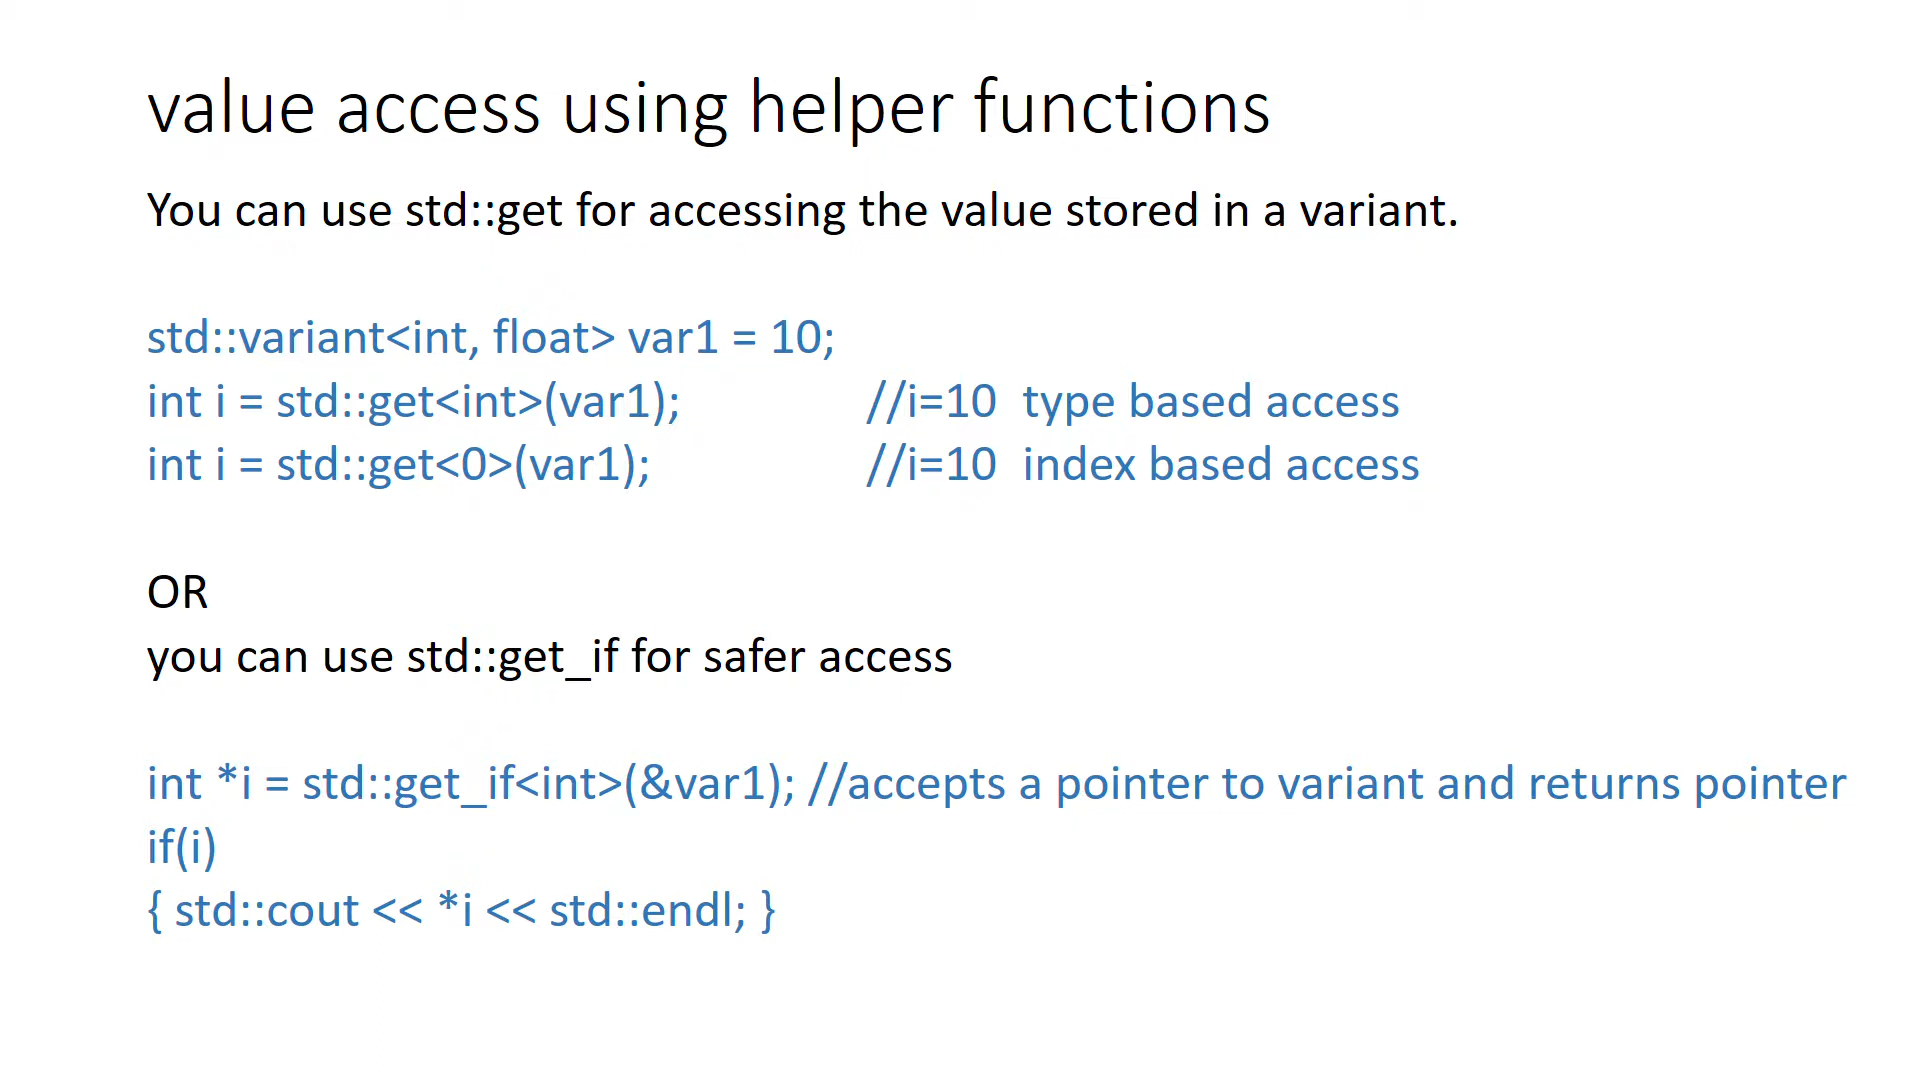 value access using helper functions
You can use std::get for accessing the value stored in a variant.
std::variant<int, float> var1 = 10;
int i = std::get<int>(var1); //i=10 type based access
int i = std::get<0>(var1); //i=10 index based access
OR
you can use std::get_if for safer access
int *i = std::get_if<int>(&var1); //accepts a pointer to variant and returns pointer
if(i)
{ std::cout << *i << std::endl; }